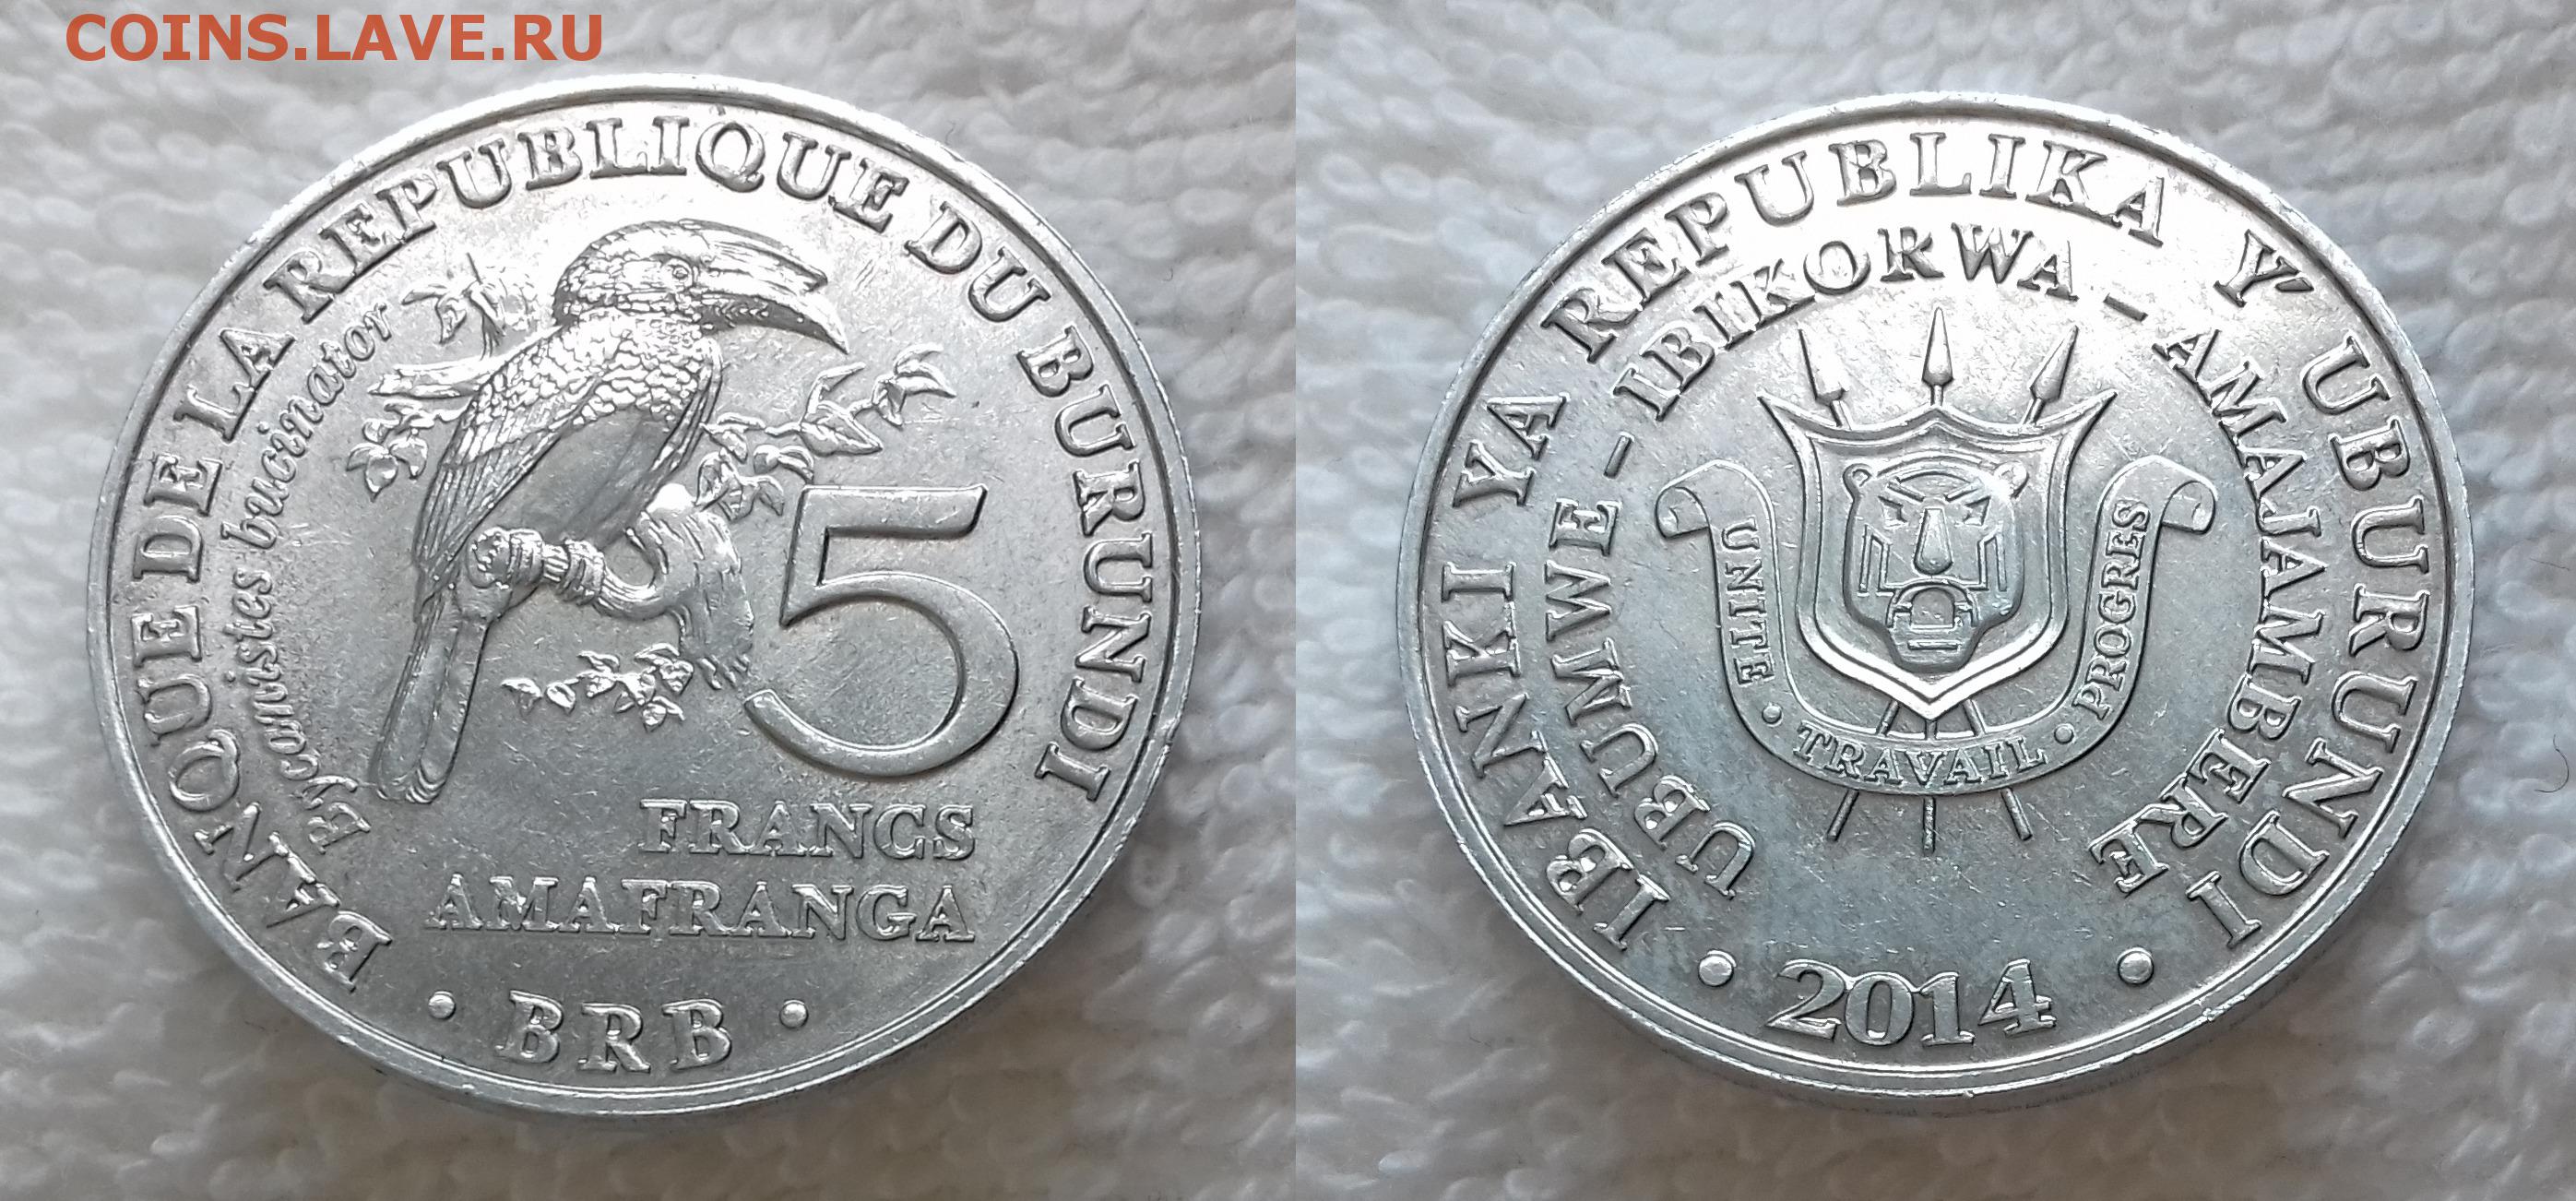 COINS.LAVE.RU
BANQUE DE LA REPUBLIQUE DU BURUNDI
Bycanistes bucinator
5
FRANCS
AMAFRANGA
• BRB •
IBANKI YA REPUBLIKA Y' UBURUNDI
UBUMWE – IBIKORWA – AMAJAMBERE
UNITE • TRAVAIL • PROGRES
• 2014 •